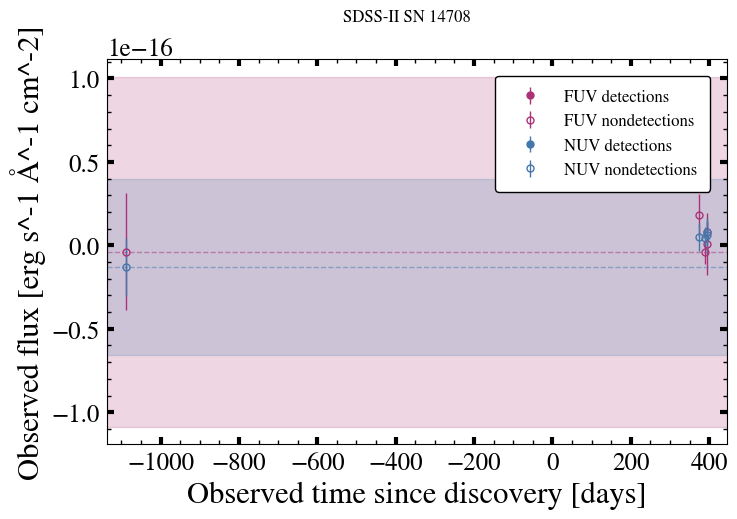 SDSS-II SN 14708
1e−16
Observed flux [erg s^-1 Å^-1 cm^-2]
1.0
0.5
0.0
−0.5
−1.0
FUV detections
FUV nondetections
NUV detections
NUV nondetections
−1000 −800 −600 −400 −200 0 200 400
Observed time since discovery [days]